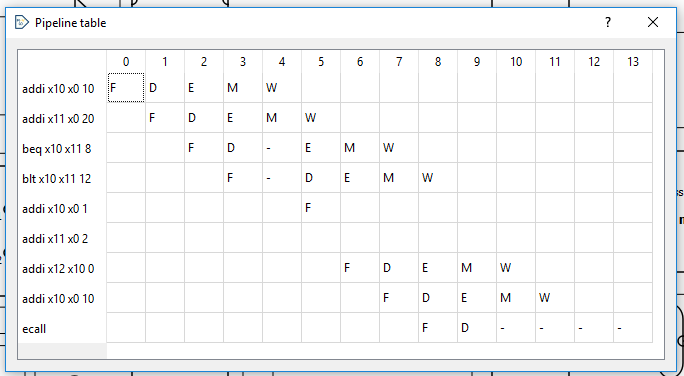 Pipeline table ?
0 1 2 3 4 5 6 7 8 9 10 11 12 13
addi x10 x0 10 F D E M W
addi x11 x0 20 F D E M W
beq x10 x11 8 F D - E M W
blt x10 x11 12 F - D E M W
addi x10 x0 1 F
addi x11 x0 2
addi x12 x10 0 F D E M W
addi x10 x0 10 F D E M W
ecall F D - - - -